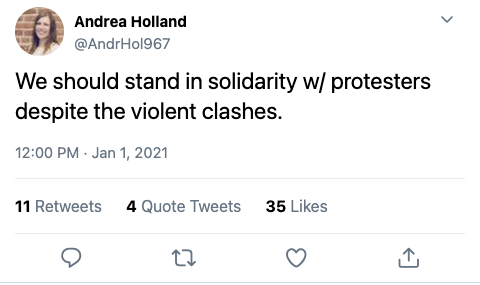 Andrea Holland
@AndrHol967
We should stand in solidarity w/ protesters
despite the violent clashes.
12:00 PM · Jan 1, 2021
11 Retweets 4 Quote Tweets 35 Likes